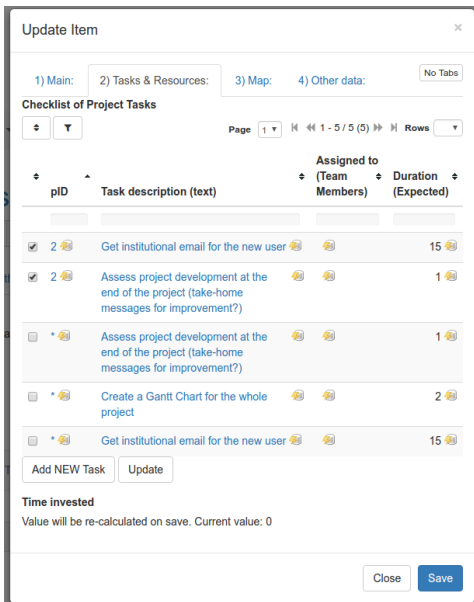 Update Item ×
1) Main: 2) Tasks & Resources: 3) Map: 4) Other data: No Tabs
Checklist of Project Tasks
Page 1 1 - 5 / 5 (5) Rows
Assigned to
(Team Duration
pID Task description (text) Members) (Expected)
2 Get institutional email for the new user 15
2 Assess project development at the 1
end of the project (take-home
messages for improvement?)
* Assess project development at the 1
end of the project (take-home
messages for improvement?)
* Create a Gantt Chart for the whole 2
project
* Get institutional email for the new user 15
Add NEW Task Update
Time invested
Value will be re-calculated on save. Current value: 0
Close Save